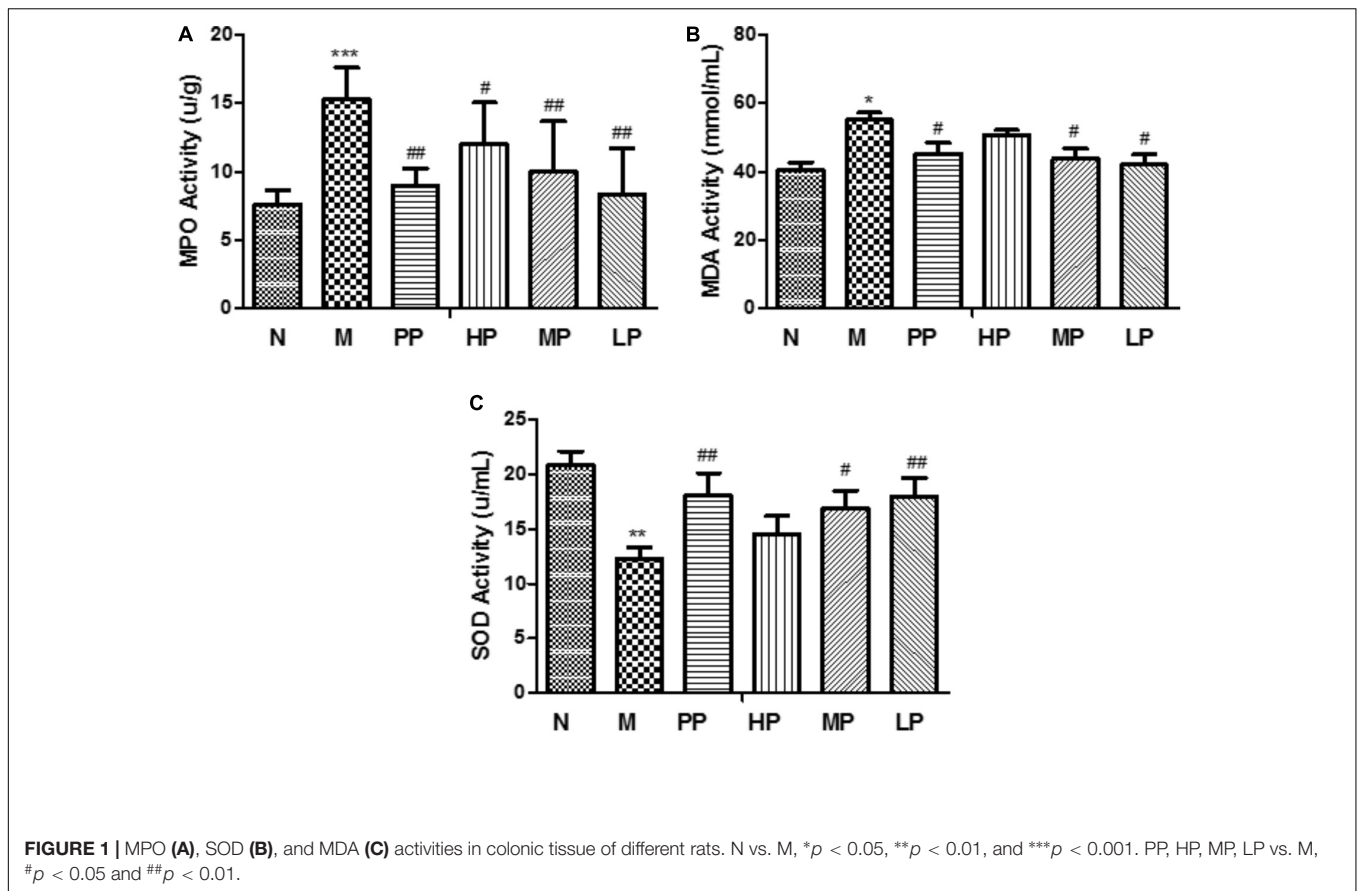 A
MPO Activity (u/g)
20
15
10
5
0
***
##
#
##
##
N M PP HP MP LP
B
MDA Activity (mmol/mL)
80
60
40
20
0
*
#
#
#
N M PP HP MP LP
C
SOD Activity (u/mL)
25
20
15
10
5
0
**
##
#
##
N M PP HP MP LP
FIGURE 1 | MPO (A), SOD (B), and MDA (C) activities in colonic tissue of different rats. N vs. M, *p < 0.05, **p < 0.01, and ***p < 0.001. PP, HP, MP, LP vs. M,
#p < 0.05 and ##p < 0.01.